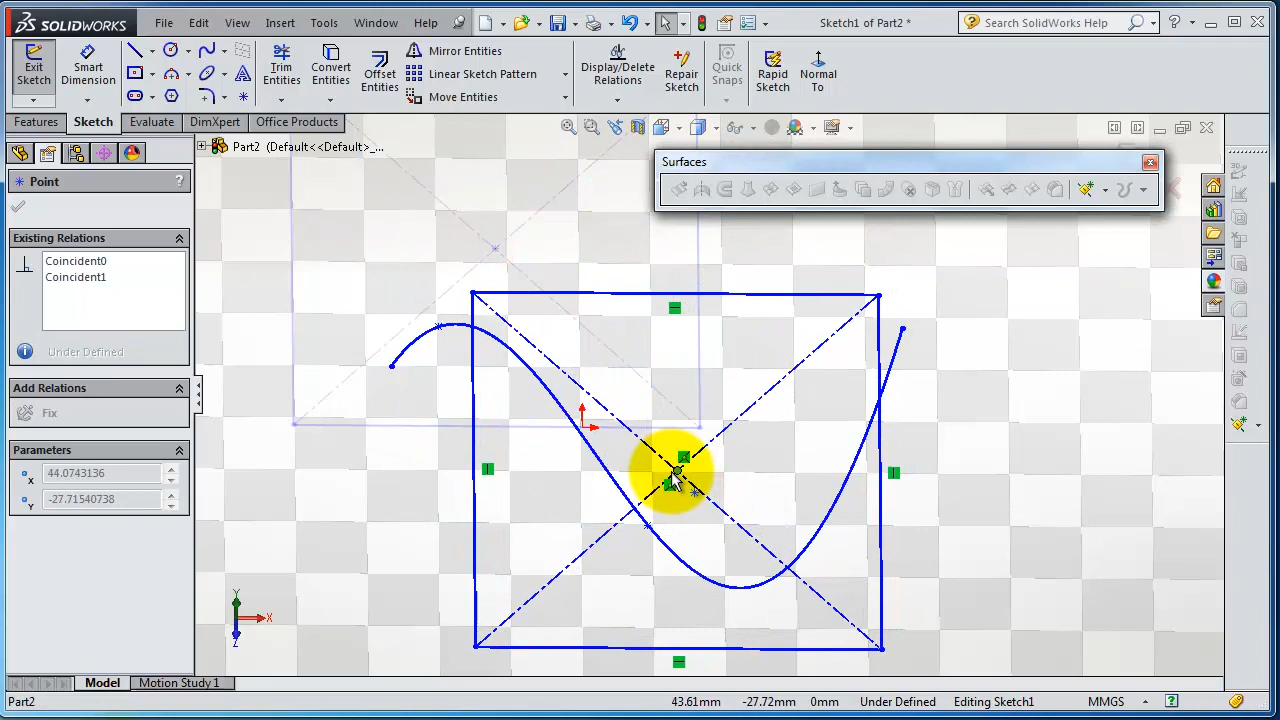 SOLIDWORKS File Edit View Insert Tools Window Help Sketch1 of Part2 * Search SolidWorks Help
Exit Sketch
Smart Dimension
Trim Entities
Convert Entities
Offset Entities
Mirror Entities
Linear Sketch Pattern
Move Entities
Display/Delete Relations
Repair Sketch
Quick Snaps
Rapid Sketch
Normal To
Features Sketch Evaluate DimXpert Office Products
Part2 (Default<<Default>_...
Surfaces
Point ?
Existing Relations
Coincident0
Coincident1
Under Defined
Add Relations
Fix
Parameters
X 44.0743136
Y -27.71540738
Y
X
Z
Model Motion Study 1
Part2 43.61mm -27.72mm 0mm Under Defined Editing Sketch1 MMGS